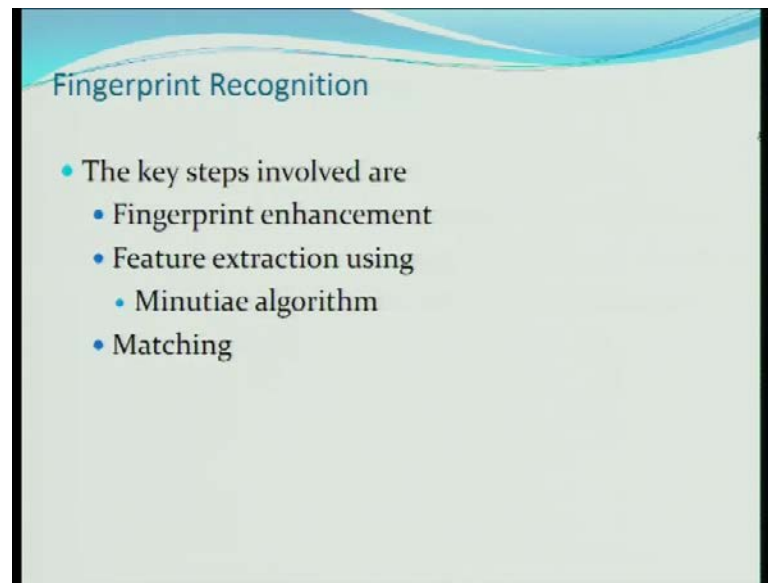 Fingerprint Recognition
• The key steps involved are
• Fingerprint enhancement
• Feature extraction using
• Minutiae algorithm
• Matching